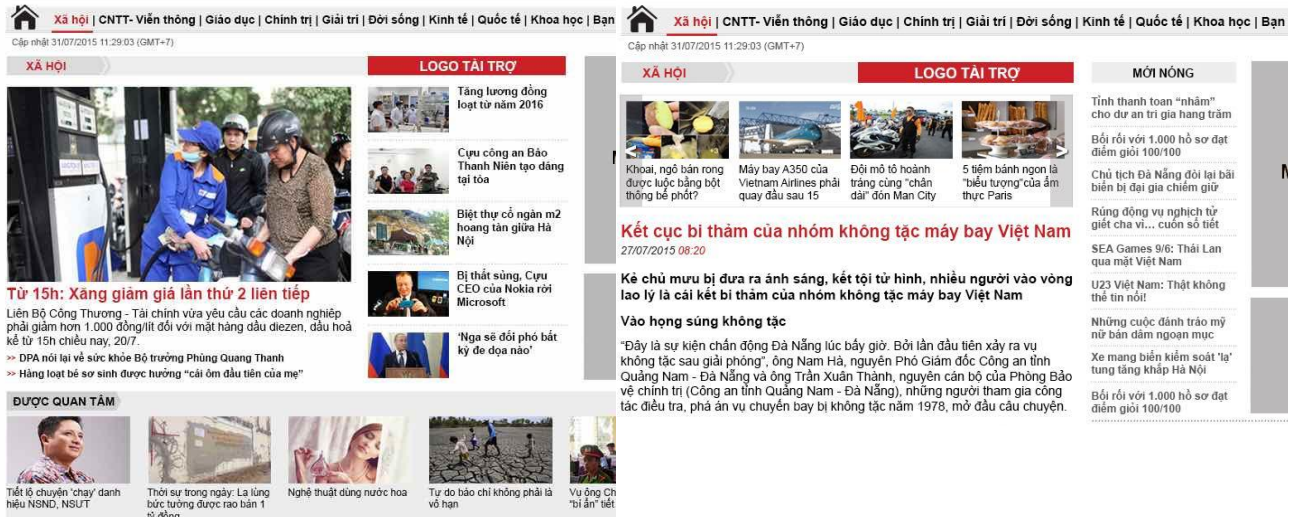 Xã hội | CNTT- Viễn thông | Giáo dục | Chính trị | Giải trí | Đời sống | Kinh tế | Quốc tế | Khoa học | Bạn
Cập nhật 31/07/2015 11:29:03 (GMT+7)
XÃ HỘI
LOGO TÀI TRỢ
Tăng lương đồng
loạt từ năm 2016
Cựu công an Bảo
Thanh Niên tạo dáng
tại tòa
Biệt thự cổ ngàn m2
hoang tàn giữa Hà
Nội
Bị thất sủng, Cựu
CEO của Nokia rời
Microsoft
‘Nga sẽ đối phó bất
kỳ đe dọa nào’
Từ 15h: Xăng giảm giá lần thứ 2 liên tiếp
Liên Bộ Công Thương - Tài chính vừa yêu cầu các doanh nghiêp
phải giảm hơn 1.000 đồng/lít đối với mặt hàng dầu diezen, dầu hoả
kể từ 15h chiều nay, 20/7.
>> DPA nói lại về sức khỏe Bộ trưởng Phùng Quang Thanh
>> Hàng loạt bé sơ sinh được hưởng “cái ôm đầu tiên của mẹ”
ĐƯỢC QUAN TÂM
Tiết lộ chuyện 'chạy' danh
hiệu NSND, NSƯT
Thời sự trong ngày: La lùng
bức tường được rao bán 1
tỷ đồng
Nghệ thuật dùng nước hoa
Tự do báo chí không phải là
vô hạn
Vụ ông Ch
"bí ẩn" tiết
Xã hội | CNTT- Viễn thông | Giáo dục | Chính trị | Giải trí | Đời sống | Kinh tế | Quốc tế | Khoa học | Bạn
Cập nhật 31/07/2015 11:29:03 (GMT+7)
XÃ HỘI
LOGO TÀI TRỢ
Khoai, ngô bán rong
được luộc bằng bột
thông bể phốt?
Máy bay A350 của
Vietnam Airlines phải
quay đầu sau 15
Đội mô tô hoành
tráng cùng "chân
dài" đón Man City
5 tiệm bánh ngon là
"biểu tượng"của ẩm
thực Paris
Kết cục bi thảm của nhóm không tặc máy bay Việt Nam
27/07/2015 08:20
Kẻ chủ mưu bị đưa ra ánh sáng, kết tội tử hình, nhiều người vào vòng
lao lý là cái kết bi thảm của nhóm không tặc máy bay Việt Nam
Vào họng súng không tặc
“Đây là sự kiện chấn động Đà Nẵng lúc bấy giờ. Bởi lần đầu tiên xảy ra vụ
không tặc sau giải phóng”, ông Nam Hà, nguyên Phó Giám đốc Công an tỉnh
Quảng Nam - Đà Nẵng và ông Trần Xuân Thành, nguyên cán bộ của Phòng Bảo
vệ chính trị (Công an tỉnh Quảng Nam - Đà Nẵng), những người tham gia công
tác điều tra, phá án vụ chuyến bay bị không tặc năm 1978, mở đầu câu chuyện.
MỚI NÓNG
Tỉnh thanh toan “nhầm”
cho dư an tri gia hang trăm
Bối rối với 1.000 hồ sơ đạt
điểm giỏi 100/100
Chủ tịch Đà Nẵng đòi lại bãi
biển bị đại gia chiếm giữ
Rúng động vụ nghịch tử
giết cha vì... cuốn sổ tiết
SEA Games 9/6: Thái Lan
qua mặt Việt Nam
U23 Việt Nam: Thật không
thể tin nổi!
Những cuộc đánh tráo mỹ
nữ bán dâm ngoạn mục
Xe mang biển kiểm soát 'lạ'
tung tăng khắp Hà Nội
Bối rối với 1.000 hồ sơ đạt
điểm giỏi 100/100